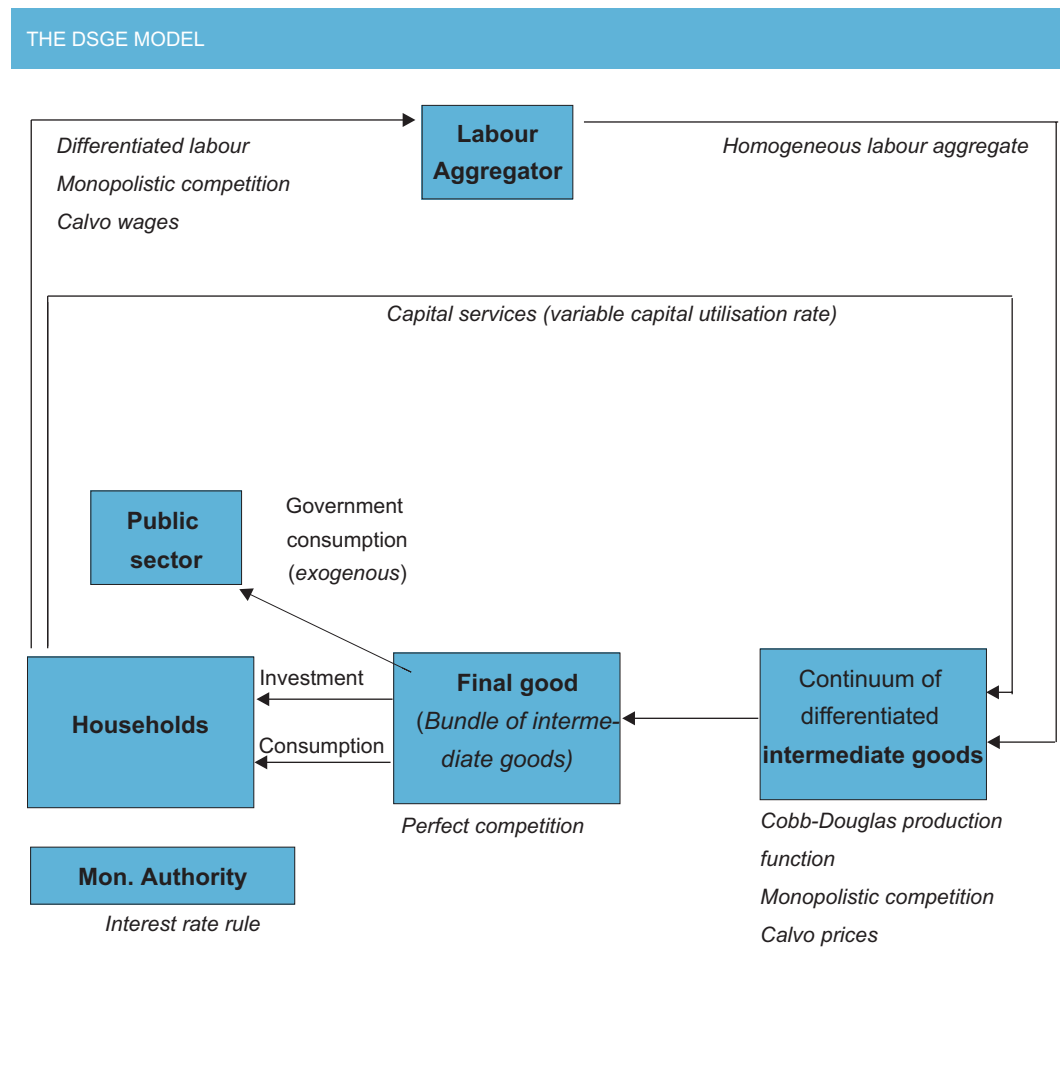 THE DSGE MODEL
Labour
Aggregator
Differentiated labour
Monopolistic competition
Calvo wages
Homogeneous labour aggregate
Capital services (variable capital utilisation rate)
Public
sector
Government
consumption
(exogenous)
Households
Investment
Consumption
Final good
(Bundle of interme-
diate goods)
Perfect competition
Continuum of
differentiated
intermediate goods
Cobb-Douglas production
function
Monopolistic competition
Calvo prices
Mon. Authority
Interest rate rule